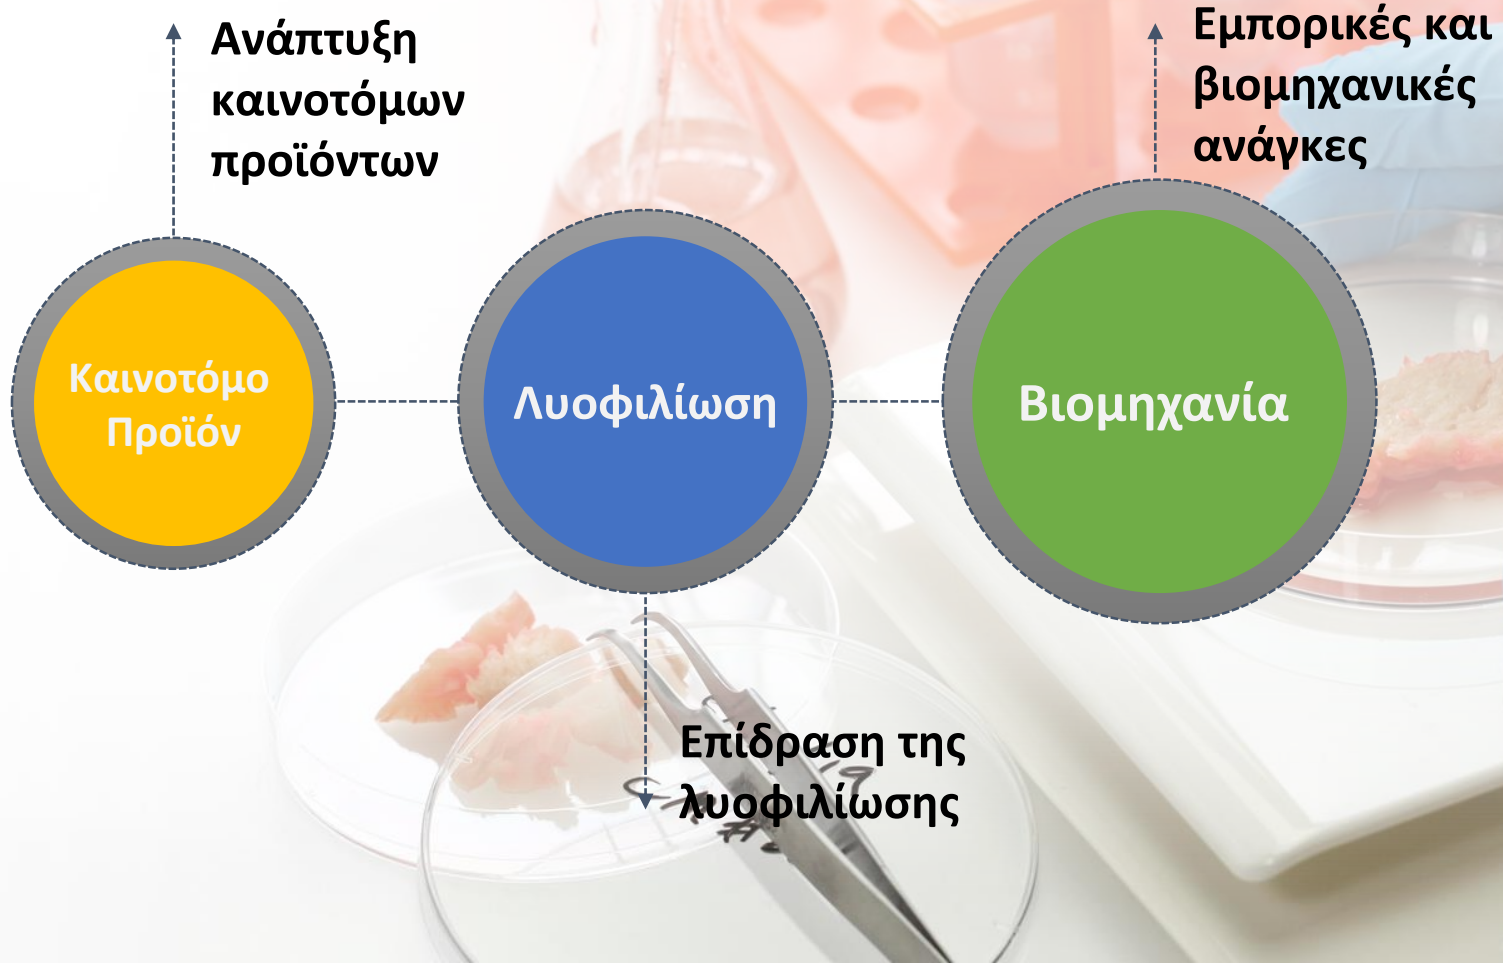 Ανάπτυξη
καινοτόμων
προϊόντων
Εμπορικές και
βιομηχανικές
ανάγκες
Καινοτόμο
Προϊόν
Λυοφιλίωση
Βιομηχανία
Επίδραση της
λυοφιλίωσης